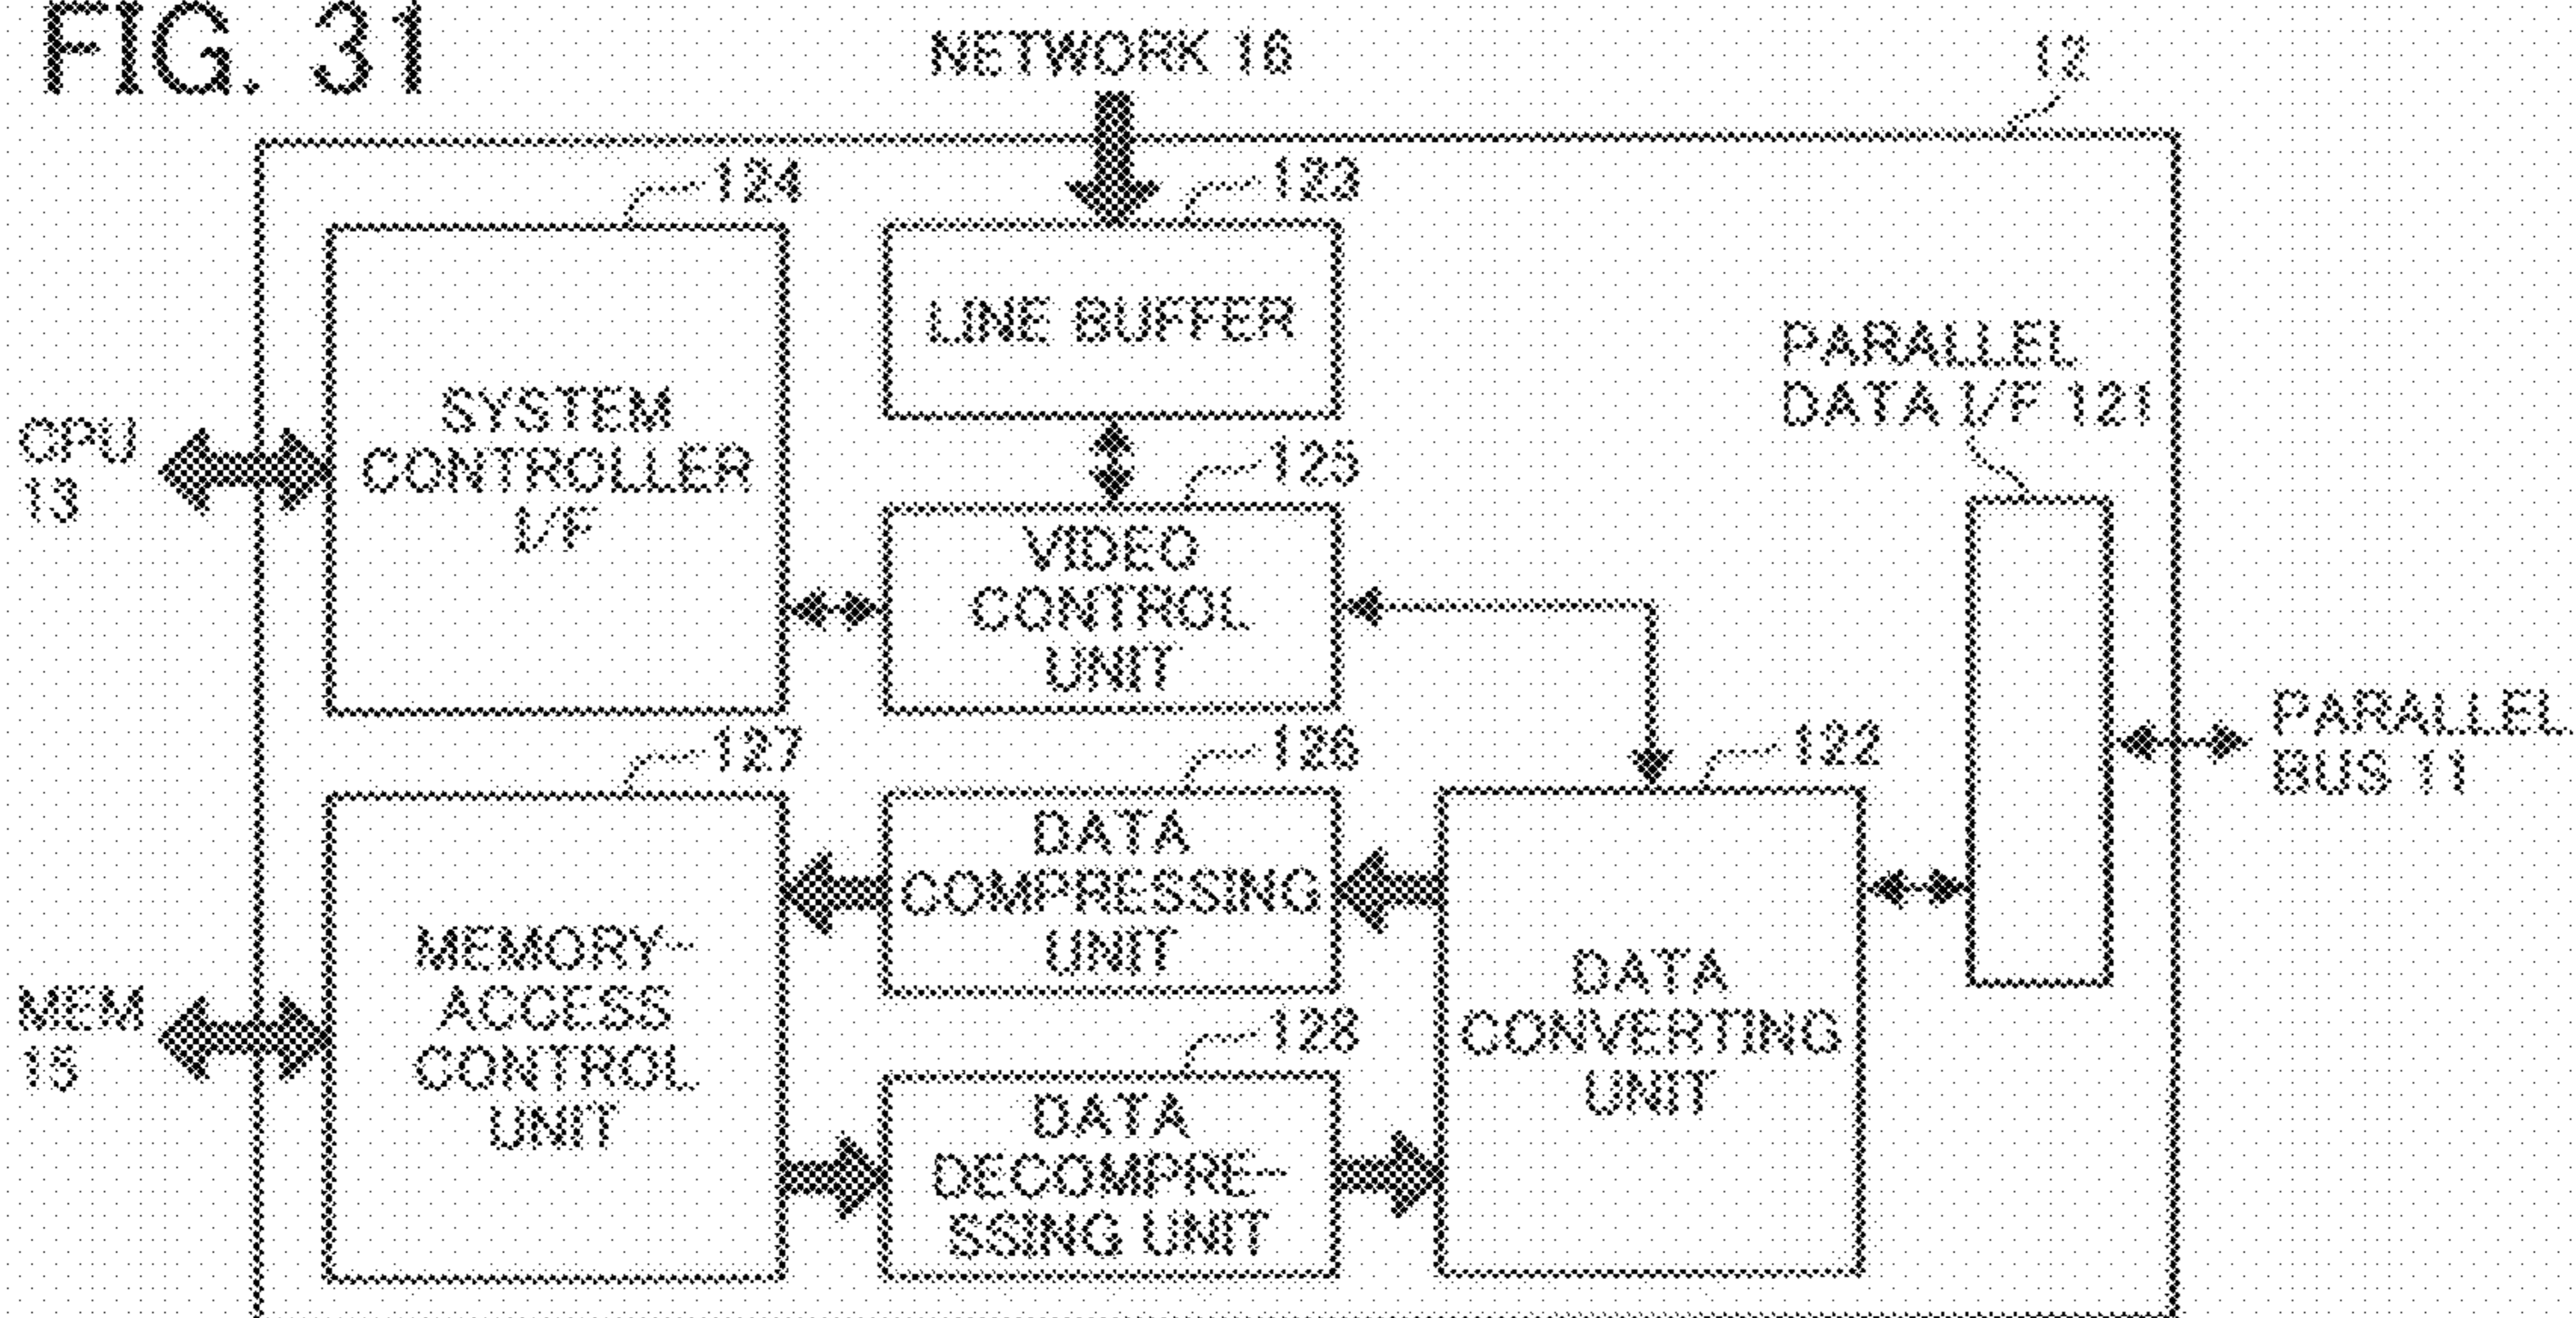 FIG. 31
NETWORK 16
12
124
123
LINE BUFFER
PARALLEL
DATA I/F 121
CPU
13
SYSTEM
CONTROLLER
I/F
125
VIDEO
CONTROL
UNIT
PARALLEL
BUS 11
127
126
122
DATA
COMPRESSING
UNIT
MEMORY-
ACCESS
CONTROL
UNIT
MEM
15
DATA
CONVERTING
UNIT
128
DATA
DECOMPRE-
SSING UNIT